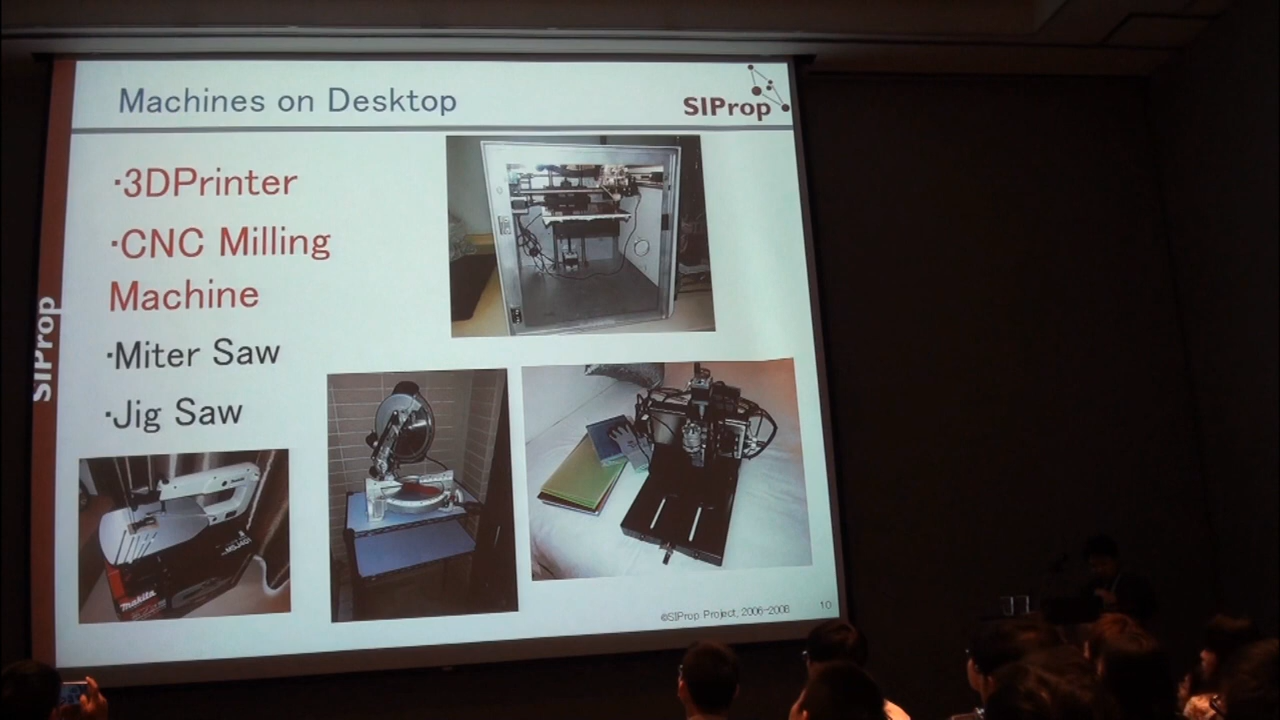 Machines on Desktop
SIProp
・3DPrinter
・CNC Milling
Machine
・Miter Saw
・Jig Saw
SIProp
makita
©SIProp Project, 2006-2008
10